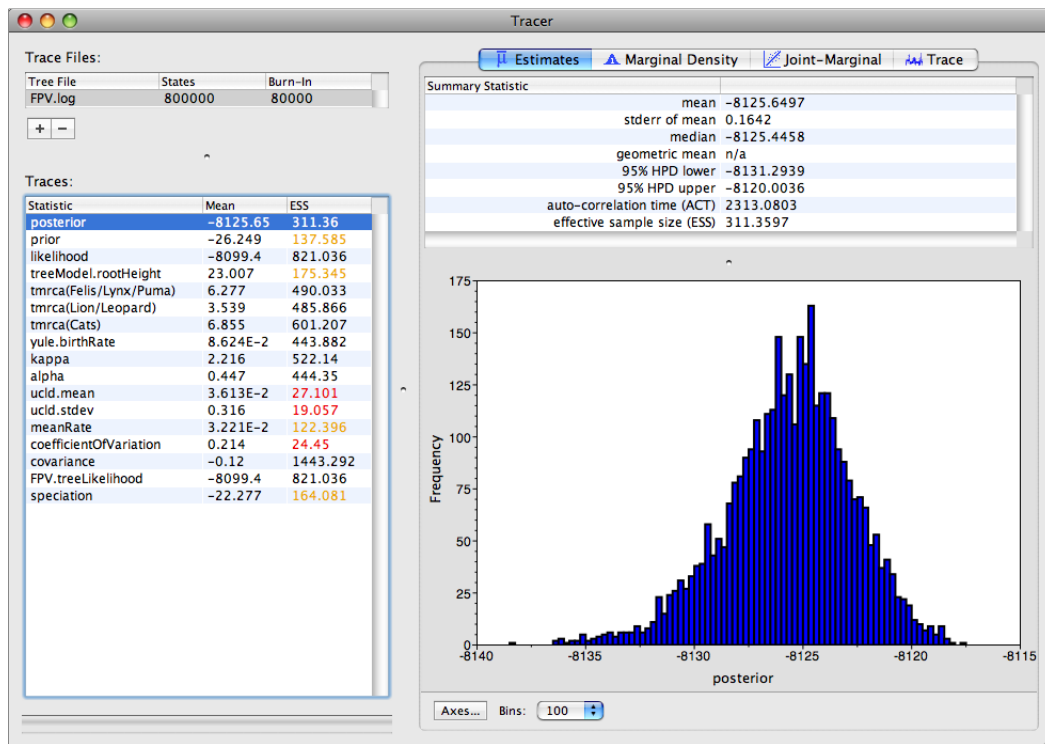 Tracer
Trace Files:
Tree File States Burn-In
FPV.log 800000 80000
+ −
Traces:
Statistic Mean ESS
posterior -8125.65 311.36
prior -26.249 137.585
likelihood -8099.4 821.036
treeModel.rootHeight 23.007 175.345
tmrca(Felis/Lynx/Puma) 6.277 490.033
tmrca(Lion/Leopard) 3.539 485.866
tmrca(Cats) 6.855 601.207
yule.birthRate 8.624E-2 443.882
kappa 2.216 522.14
alpha 0.447 444.35
ucld.mean 3.613E-2 27.101
ucld.stdev 0.316 19.057
meanRate 3.221E-2 122.396
coefficientOfVariation 0.214 24.45
covariance -0.12 1443.292
FPV.treeLikelihood -8099.4 821.036
speciation -22.277 164.081
μ Estimates Marginal Density Joint-Marginal Trace
Summary Statistic
mean -8125.6497
stderr of mean 0.1642
median -8125.4458
geometric mean n/a
95% HPD lower -8131.2939
95% HPD upper -8120.0036
auto-correlation time (ACT) 2313.0803
effective sample size (ESS) 311.3597
175
150
125
100
75
50
25
0
Frequency
-8140 -8135 -8130 -8125 -8120 -8115
posterior
Axes... Bins: 100